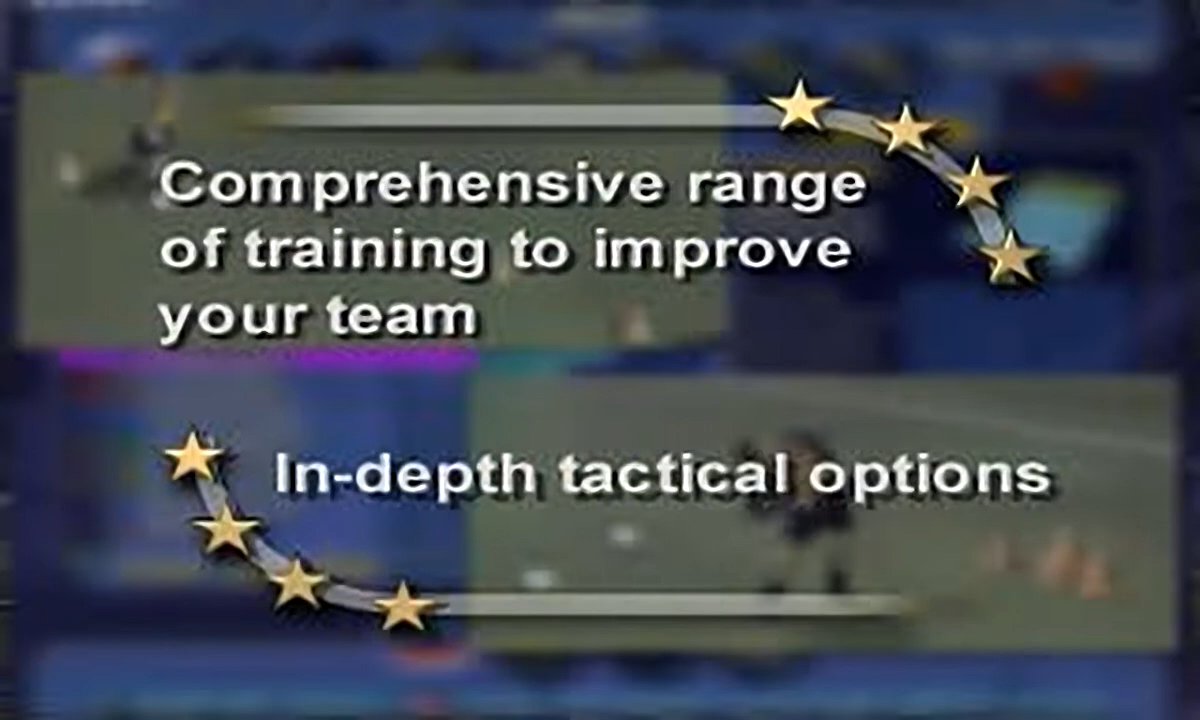 Comprehensive range
of training to improve
your team
In-depth tactical options